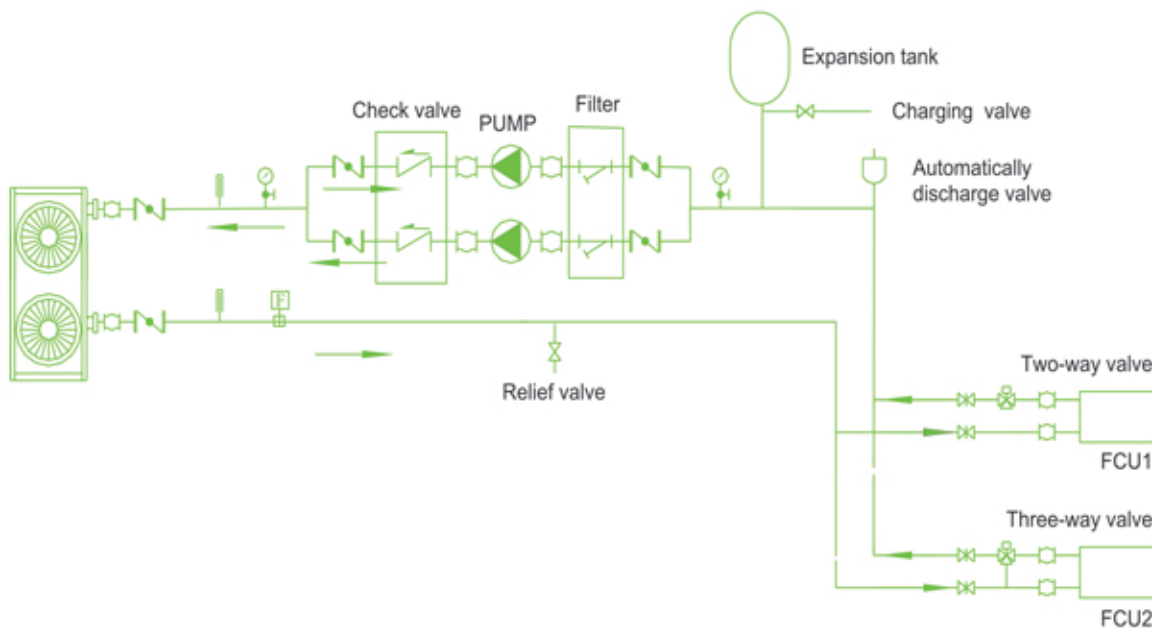 Expansion tank
Check valve
Filter
PUMP
Charging valve
Automatically
discharge valve
F
Relief valve
Two-way valve
FCU1
Three-way valve
FCU2